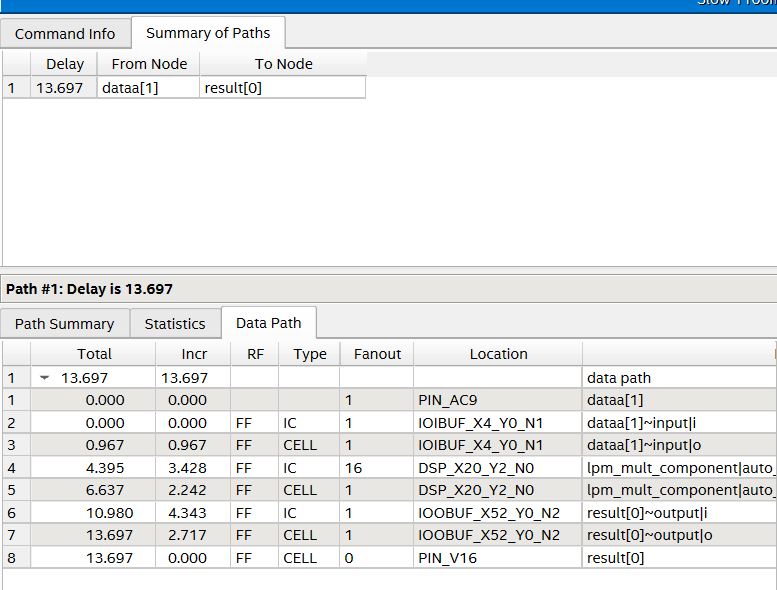 Command Info Summary of Paths
Delay From Node To Node
1 13.697 dataa[1] result[0]
Path #1: Delay is 13.697
Path Summary Statistics Data Path
Total Incr RF Type Fanout Location
1 13.697 13.697 data path
1 0.000 0.000 1 PIN_AC9 dataa[1]
2 0.000 0.000 FF IC 1 IOIBUF_X4_Y0_N1 dataa[1]~input|i
3 0.967 0.967 FF CELL 1 IOIBUF_X4_Y0_N1 dataa[1]~input|o
4 4.395 3.428 FF IC 16 DSP_X20_Y2_N0 lpm_mult_component|auto_
5 6.637 2.242 FF CELL 1 DSP_X20_Y2_N0 lpm_mult_component|auto_
6 10.980 4.343 FF IC 1 IOOBUF_X52_Y0_N2 result[0]~output|i
7 13.697 2.717 FF CELL 1 IOOBUF_X52_Y0_N2 result[0]~output|o
8 13.697 0.000 FF CELL 0 PIN_V16 result[0]